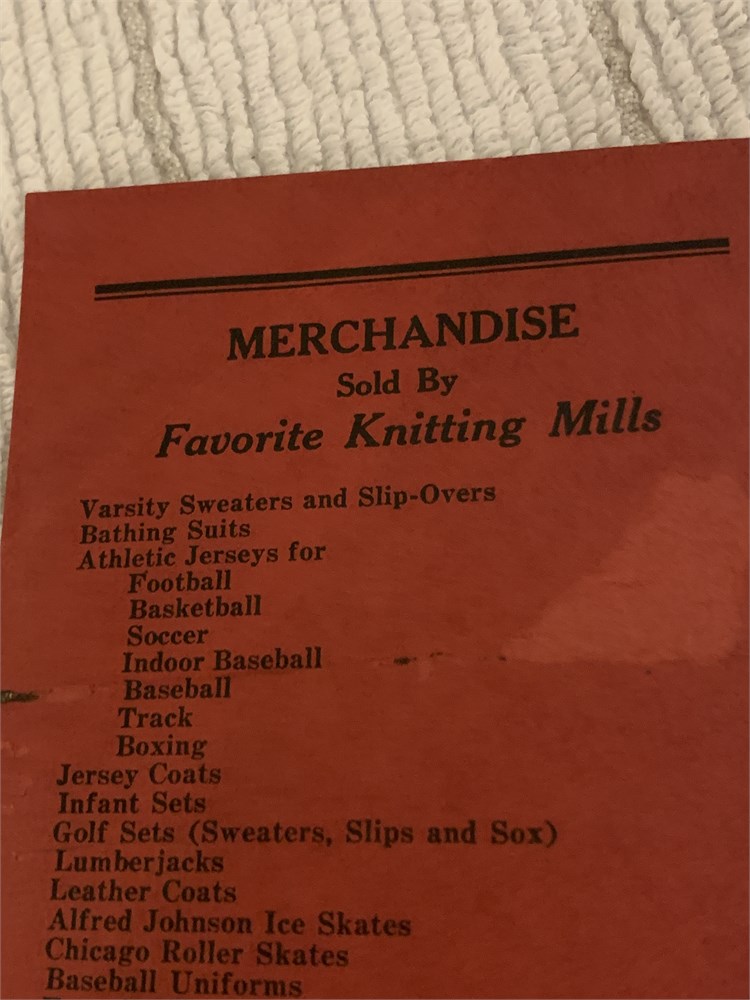 MERCHANDISE
Sold By
Favorite Knitting Mills
Varsity Sweaters and Slip-Overs
Bathing Suits
Athletic Jerseys for
Football
Basketball
Soccer
Indoor Baseball
Baseball
Track
Boxing
Jersey Coats
Infant Sets
Golf Sets (Sweaters, Slips and Sox)
Lumberjacks
Leather Coats
Alfred Johnson Ice Skates
Chicago Roller Skates
Baseball Uniforms